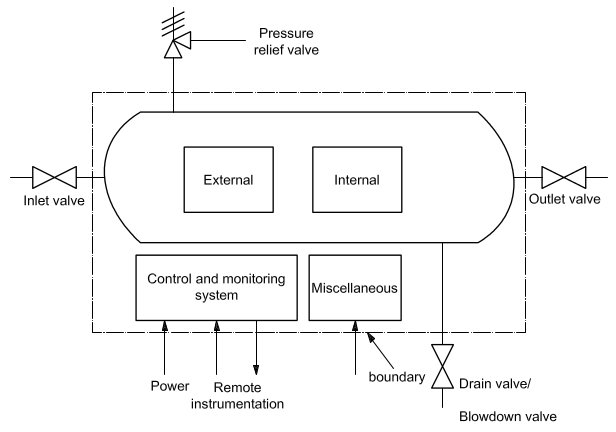 Pressure
relief valve
External
Internal
Inlet valve
Outlet valve
Control and monitoring
system
Miscellaneous
Power
Remote
instrumentation
boundary
Drain valve/
Blowdown valve